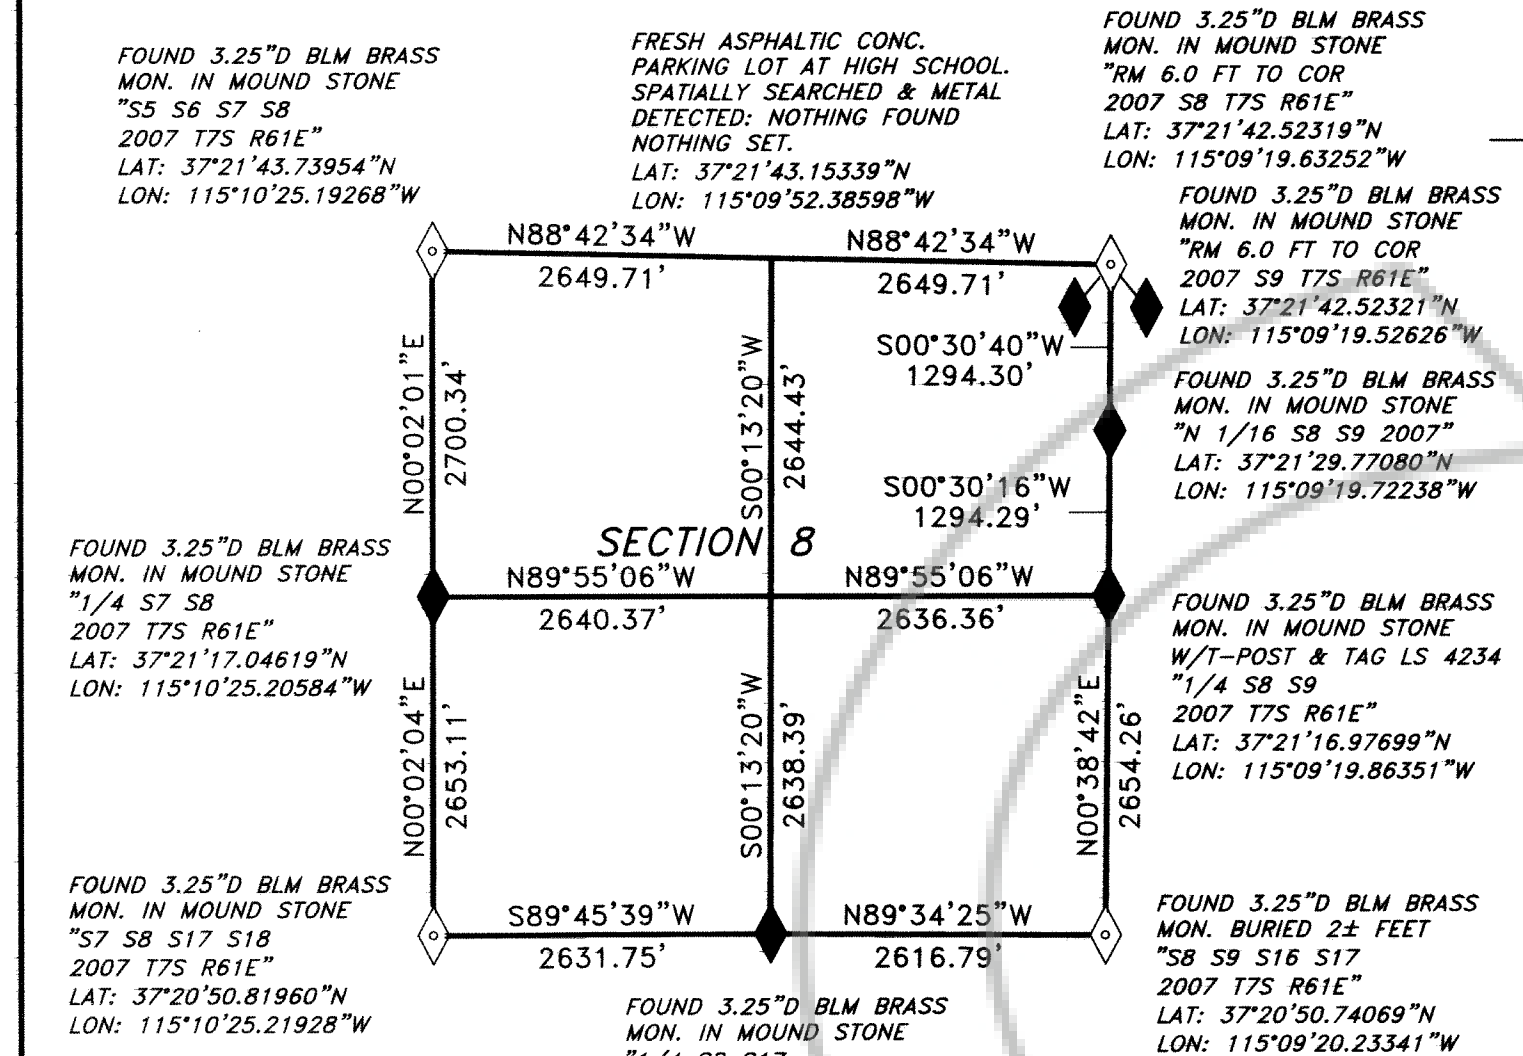 FOUND 3.25"D BLM BRASS
MON. IN MOUND STONE
"S5 S6 S7 S8
2007 T7S R61E"
LAT: 37°21'43.73954"N
LON: 115°10'25.19268"W
FRESH ASPHALTIC CONC.
PARKING LOT AT HIGH SCHOOL.
SPATIALLY SEARCHED & METAL
DETECTED: NOTHING FOUND
NOTHING SET.
LAT: 37°21'43.15339"N
LON: 115°09'52.38598"W
FOUND 3.25"D BLM BRASS
MON. IN MOUND STONE
"RM 6.0 FT TO COR
2007 S8 T7S R61E"
LAT: 37°21'42.52319"N
LON: 115°09'19.63252"W
FOUND 3.25"D BLM BRASS
MON. IN MOUND STONE
"RM 6.0 FT TO COR
2007 S9 T7S R61E"
LAT: 37°21'42.52321"N
LON: 115°09'19.52626"W
N88°42'34"W
2649.71'
N88°42'34"W
2649.71'
N00°02'01"E
2700.34'
S00°13'20"W
2644.43'
S00°30'40"W
1294.30'
FOUND 3.25"D BLM BRASS
MON. IN MOUND STONE
"N 1/16 S8 S9 2007"
LAT: 37°21'29.77080"N
LON: 115°09'19.72238"W
S00°30'16"W
1294.29'
SECTION 8
FOUND 3.25"D BLM BRASS
MON. IN MOUND STONE
"1/4 S7 S8
2007 T7S R61E"
LAT: 37°21'17.04619"N
LON: 115°10'25.20584"W
N89°55'06"W
2640.37'
N89°55'06"W
2636.36'
FOUND 3.25"D BLM BRASS
MON. IN MOUND STONE
W/T-POST & TAG LS 4234
"1/4 S8 S9
2007 T7S R61E"
LAT: 37°21'16.97699"N
LON: 115°09'19.86351"W
N00°02'04"E
2653.11'
S00°13'20"W
2638.39'
N00°38'42"E
2654.26'
FOUND 3.25"D BLM BRASS
MON. IN MOUND STONE
"S7 S8 S17 S18
2007 T7S R61E"
LAT: 37°20'50.81960"N
LON: 115°10'25.21928"W
S89°45'39"W
2631.75'
N89°34'25"W
2616.79'
FOUND 3.25"D BLM BRASS
MON. BURIED 2± FEET
"S8 S9 S16 S17
2007 T7S R61E"
LAT: 37°20'50.74069"N
LON: 115°09'20.23341"W
FOUND 3.25"D BLM BRASS
MON. IN MOUND STONE